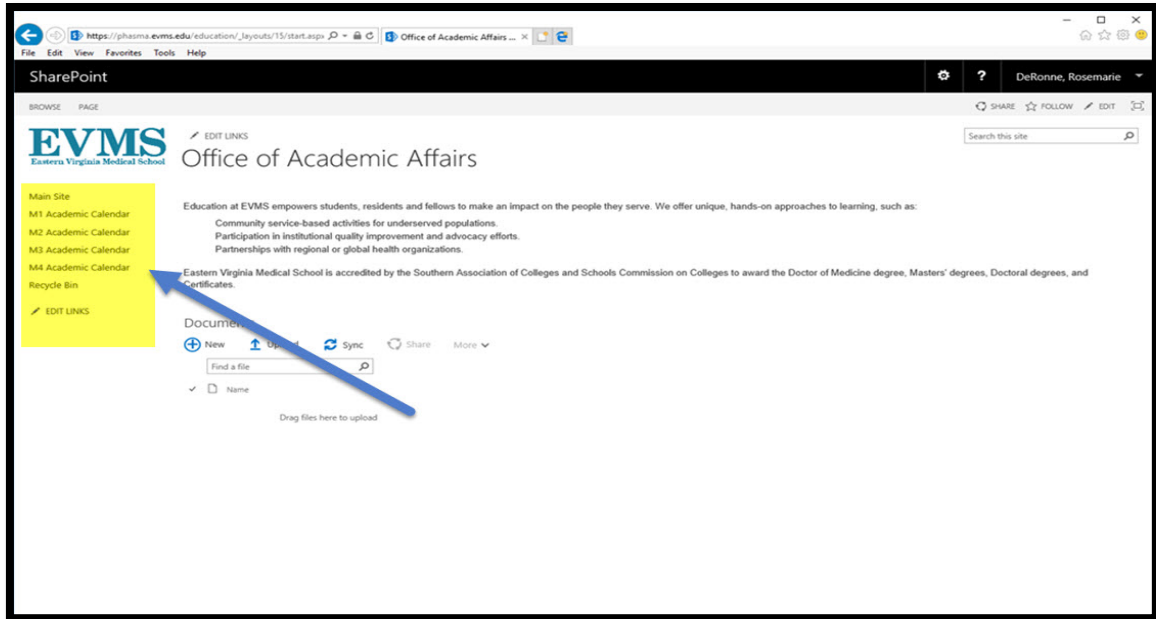 https://phasma.evms.edu/education/_layouts/15/start.aspx
Office of Academic Affairs ...
File Edit View Favorites Tools Help
SharePoint
? DeRonne, Rosemarie
BROWSE PAGE
SHARE FOLLOW EDIT
EVMS
Eastern Virginia Medical School
EDIT LINKS
Search this site
Office of Academic Affairs
Main Site
M1 Academic Calendar
M2 Academic Calendar
M3 Academic Calendar
M4 Academic Calendar
Recycle Bin
EDIT LINKS
Education at EVMS empowers students, residents and fellows to make an impact on the people they serve. We offer unique, hands-on approaches to learning, such as:
Community service-based activities for underserved populations.
Participation in institutional quality improvement and advocacy efforts.
Partnerships with regional or global health organizations.
Eastern Virginia Medical School is accredited by the Southern Association of Colleges and Schools Commission on Colleges to award the Doctor of Medicine degree, Masters' degrees, Doctoral degrees, and
Certificates.
Documents
New Upload Sync Share More
Find a file
Name
Drag files here to upload